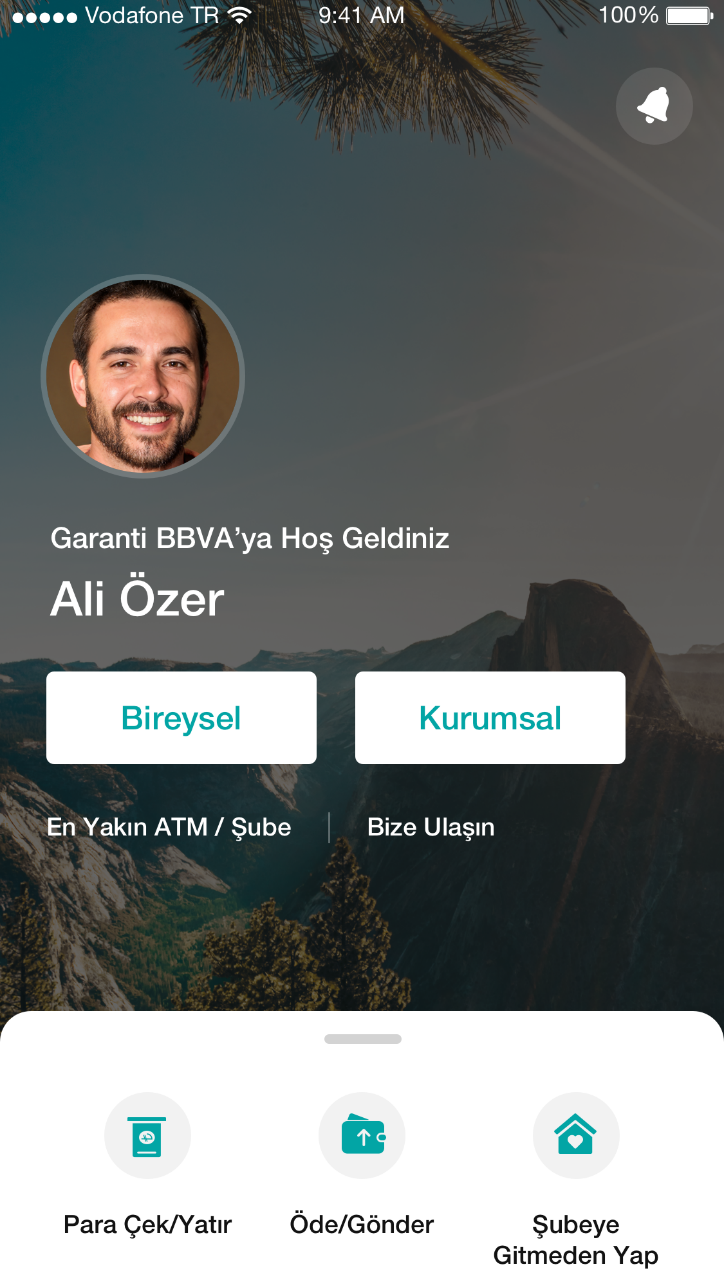 Vodafone TR 9:41 AM 100%
Garanti BBVA’ya Hoş Geldiniz
Ali Özer
Bireysel Kurumsal
En Yakın ATM / Şube Bize Ulaşın
Para Çek/Yatır Öde/Gönder Şubeye
Gitmeden Yap